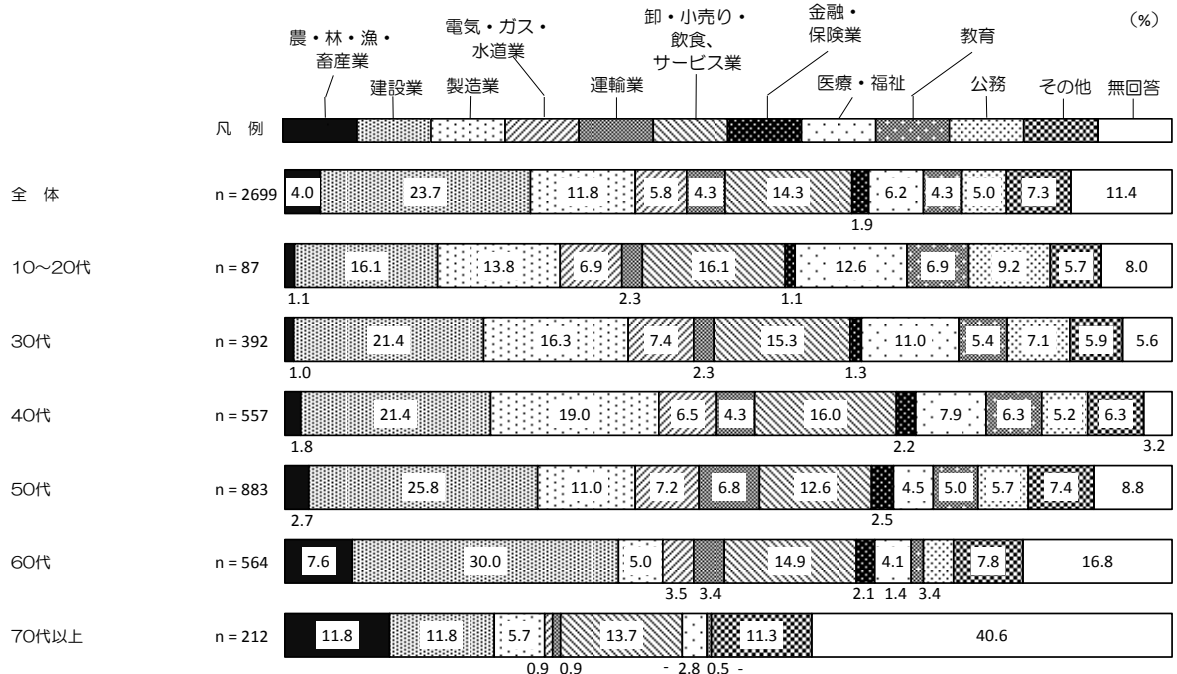 農・林・漁・
畜産業
建設業
製造業
電気・ガス・
水道業
運輸業
卸・小売り・
飲食、
サービス業
金融・
保険業
医療・福祉
教育
公務
その他
無回答
(%)
凡 例
全 体 n = 2699 4.0 23.7 11.8 5.8 4.3 14.3 6.2 4.3 5.0 7.3 11.4
1.9
10〜20代 n = 87 16.1 13.8 6.9 16.1 12.6 6.9 9.2 5.7 8.0
1.1 2.3 1.1
30代 n = 392 21.4 16.3 7.4 15.3 11.0 5.4 7.1 5.9 5.6
1.0 2.3 1.3
40代 n = 557 21.4 19.0 6.5 4.3 16.0 7.9 6.3 5.2 6.3
1.8 2.2 3.2
50代 n = 883 25.8 11.0 7.2 6.8 12.6 4.5 5.0 5.7 7.4 8.8
2.7 2.5
60代 n = 564 7.6 30.0 5.0 14.9 4.1 7.8 16.8
3.5 3.4 2.1 1.4 3.4
70代以上 n = 212 11.8 11.8 5.7 13.7 11.3 40.6
0.9 0.9 - 2.8 0.5 -